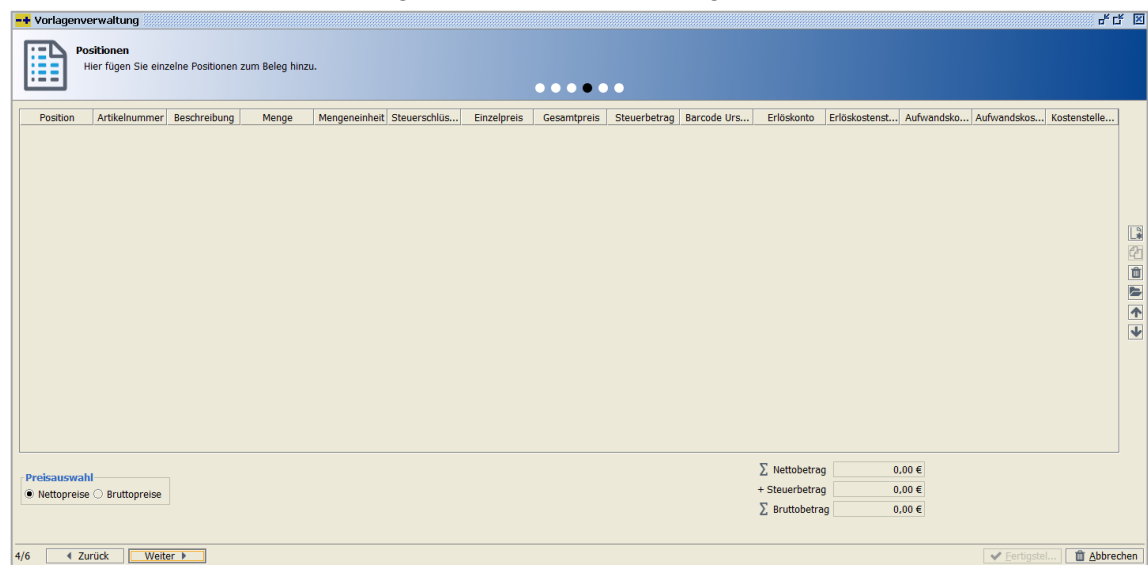 Vorlagenverwaltung
Positionen
Hier fügen Sie einzelne Positionen zum Beleg hinzu.
Position Artikelnummer Beschreibung Menge Mengeneinheit Steuerschlüs... Einzelpreis Gesamtpreis Steuerbetrag Barcode Urs... Erlöskonto Erlöskostenst... Aufwandsko... Aufwandskos... Kostenstelle...
Preisauswahl
Nettopreise Bruttopreise
∑ Nettobetrag 0,00 €
+ Steuerbetrag 0,00 €
∑ Bruttobetrag 0,00 €
4/6 Zurück Weiter Fertigstel... Abbrechen